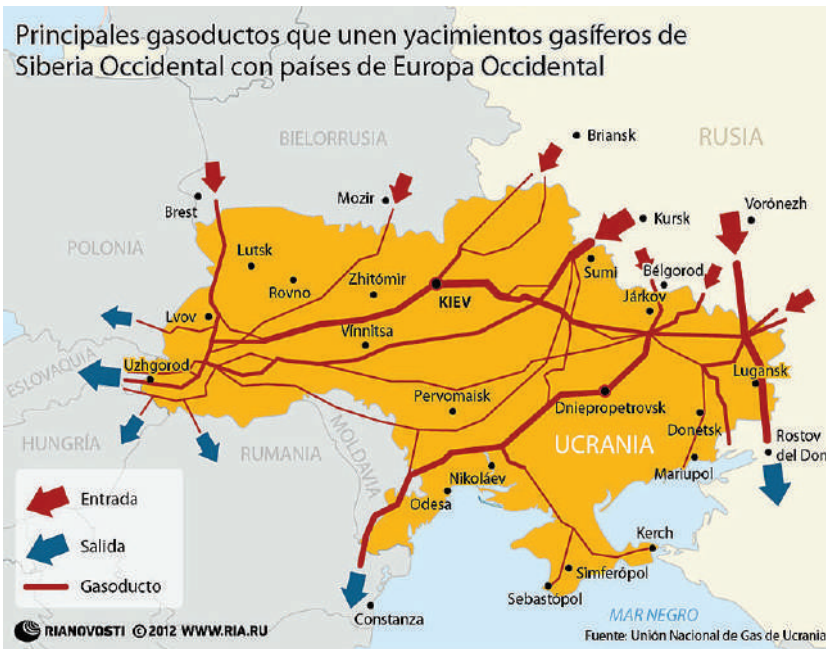 Principales gasoductos que unen yacimientos gasíferos de
Siberia Occidental con países de Europa Occidental
BIELORRUSIA
Briansk
RUSIA
Brest
Mozir
Kursk
Vorónezh
POLONIA
Lutsk
Rovno
Zhitómir
KIEV
Sumi
Bélgorod
Járkov
Lvov
Vínnitsa
ESLOVAQUIA
Uzhgorod
Lugansk
Pervomaisk
Dniepropetrovsk
HUNGRÍA
RUMANIA
MOLDAVIA
UCRANIA
Donetsk
Rostov
del Don
Mariupol
Nikoláev
Odesa
Entrada
Salida
Gasoducto
Kerch
Simferópol
Sebastópol
Constanza
MAR NEGRO
RIANOVOSTI © 2012 WWW.RIA.RU
Fuente: Unión Nacional de Gas de Ucrania